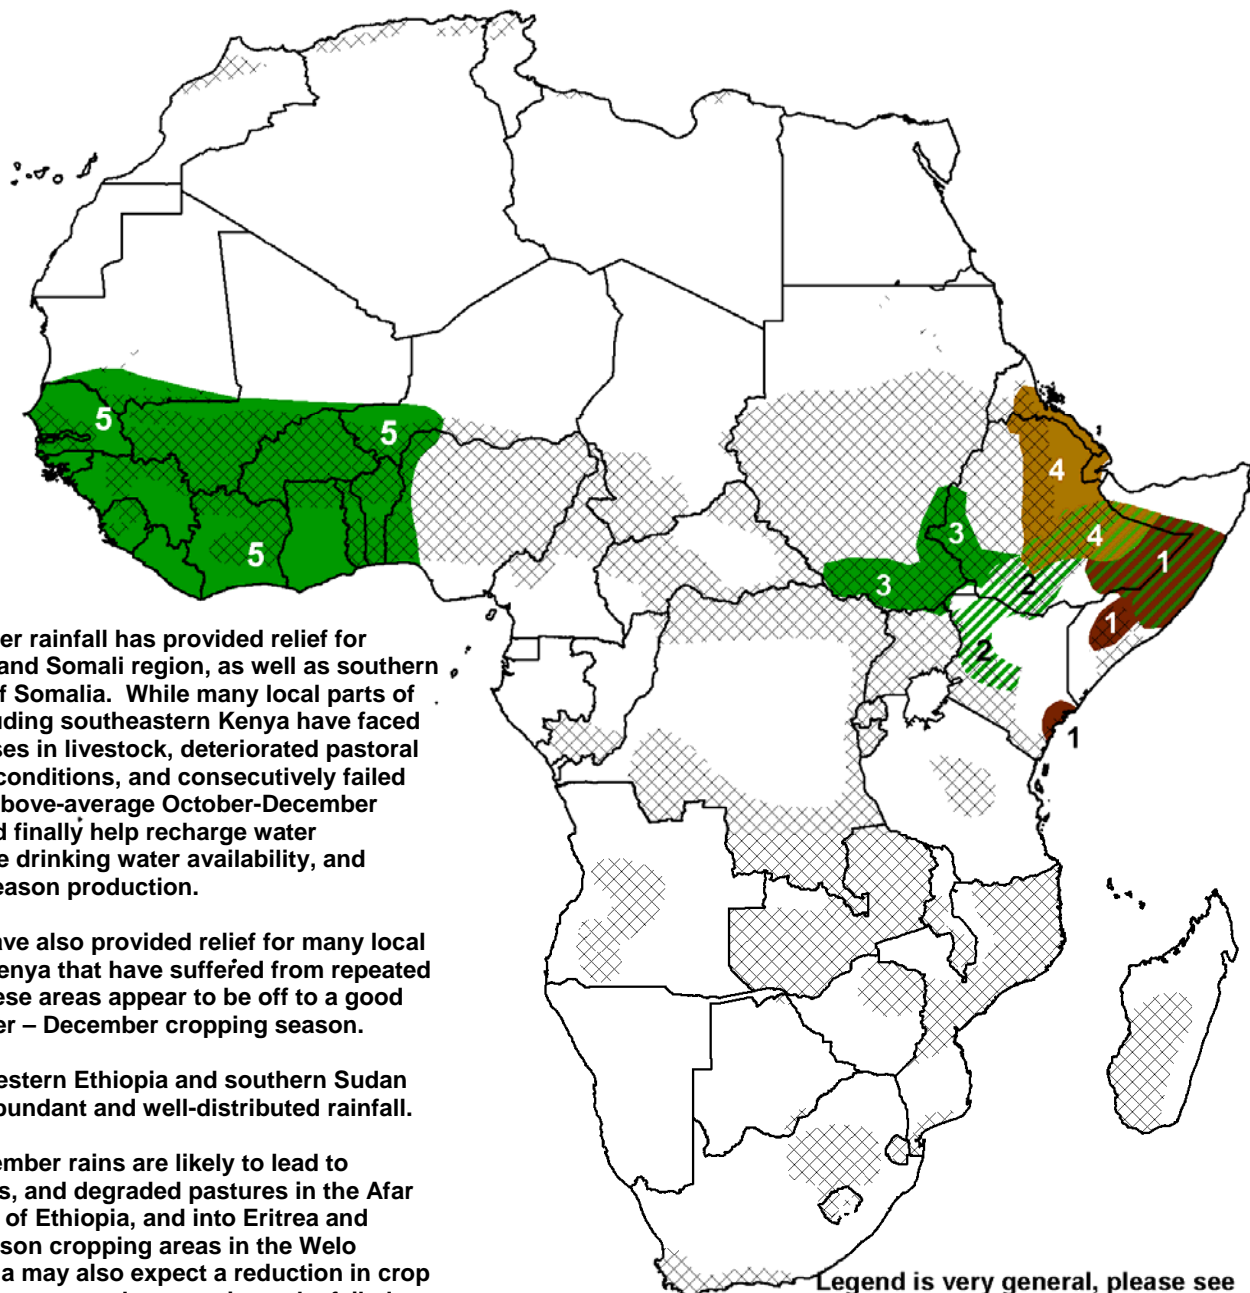 5
5
5
4
3
4
1
3
2
1
2
1
er rainfall has provided relief for
and Somali region, as well as southern
f Somalia. While many local parts of
uding southeastern Kenya have faced
ses in livestock, deteriorated pastoral
conditions, and consecutively failed
bove-average October-December
d finally help recharge water
e drinking water availability, and
eason production.
ave also provided relief for many local
enya that have suffered from repeated
ese areas appear to be off to a good
er – December cropping season.
estern Ethiopia and southern Sudan
bundant and well-distributed rainfall.
ember rains are likely to lead to
s, and degraded pastures in the Afar
of Ethiopia, and into Eritrea and
son cropping areas in the Welo
a may also expect a reduction in crop
Legend is very general, please see